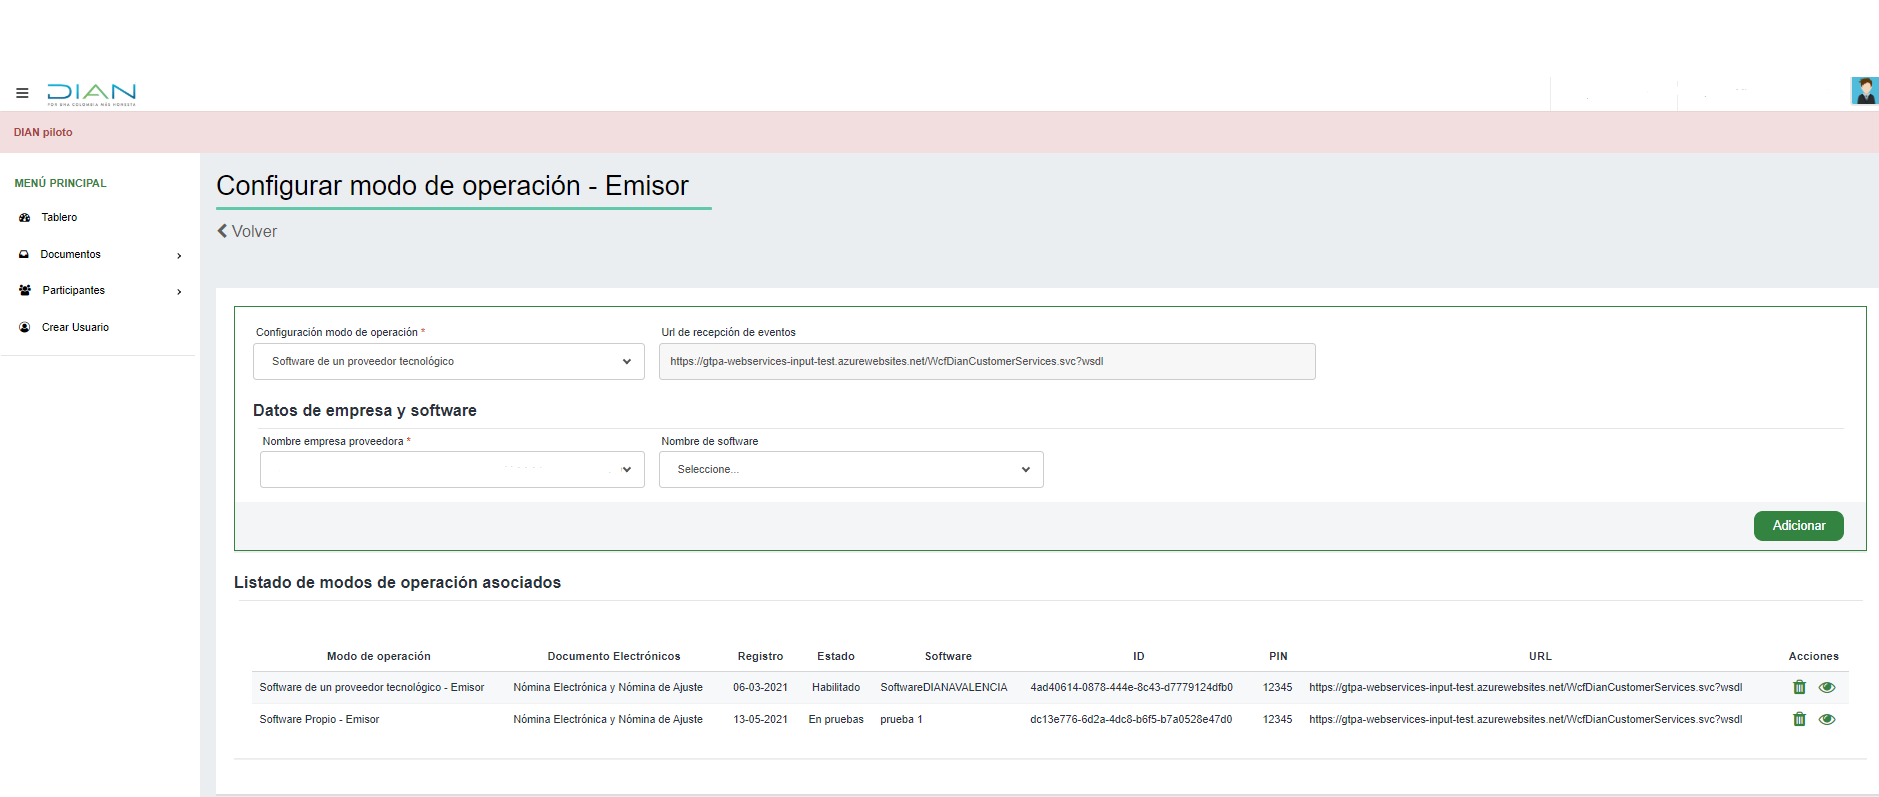 DIAN
POR UNA COLOMBIA MÁS HONESTA
DIAN piloto
MENÚ PRINCIPAL
Tablero
Documentos
Participantes
Crear Usuario
Configurar modo de operación - Emisor
Volver
Configuración modo de operación *
Url de recepción de eventos
Software de un proveedor tecnológico
https://gtpa-webservices-input-test.azurewebsites.net/WcfDianCustomerServices.svc?wsdl
Datos de empresa y software
Nombre empresa proveedora *
Nombre de software
Seleccione...
Adicionar
Listado de modos de operación asociados
Modo de operación Documento Electrónicos Registro Estado Software ID PIN URL Acciones
Software de un proveedor tecnológico - Emisor Nómina Electrónica y Nómina de Ajuste 06-03-2021 Habilitado SoftwareDIANAVALENCIA 4ad40614-0878-444e-8c43-d7779124dfb0 12345 https://gtpa-webservices-input-test.azurewebsites.net/WcfDianCustomerServices.svc?wsdl
Software Propio - Emisor Nómina Electrónica y Nómina de Ajuste 13-05-2021 En pruebas prueba 1 dc13e776-6d2a-4dc8-b6f5-b7a0528e47d0 12345 https://gtpa-webservices-input-test.azurewebsites.net/WcfDianCustomerServices.svc?wsdl